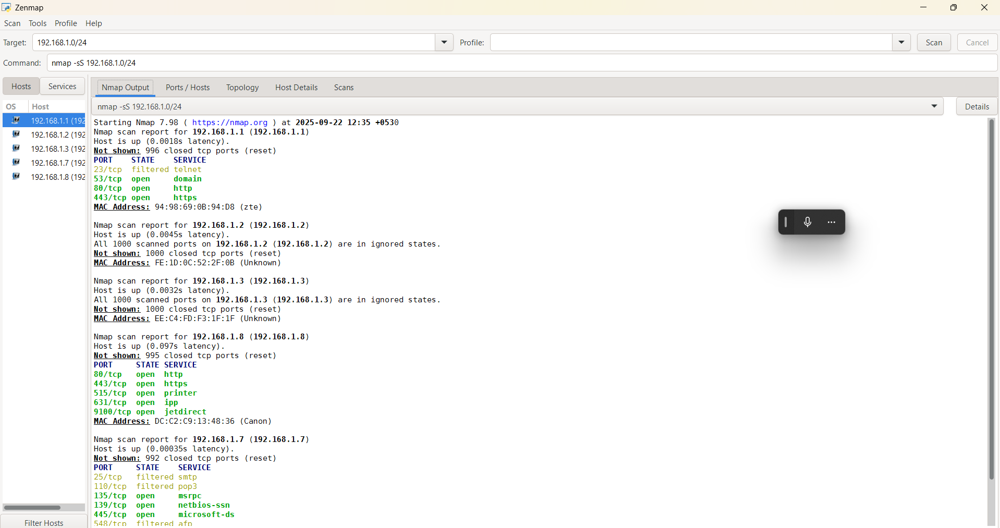 Zenmap
Scan Tools Profile Help
Target: 192.168.1.0/24 Profile: Scan Cancel
Command: nmap -sS 192.168.1.0/24
Hosts Services
Nmap Output Ports / Hosts Topology Host Details Scans
OS Host
192.168.1.1 (192
192.168.1.2 (192
192.168.1.3 (192
192.168.1.7 (192
192.168.1.8 (192
Filter Hosts
nmap -sS 192.168.1.0/24 Details
Starting Nmap 7.98 ( https://nmap.org ) at 2025-09-22 12:35 +0530
Nmap scan report for 192.168.1.1 (192.168.1.1)
Host is up (0.0018s latency).
Not shown: 996 closed tcp ports (reset)
PORT STATE SERVICE
23/tcp filtered telnet
53/tcp open domain
80/tcp open http
443/tcp open https
MAC Address: 94:98:69:0B:94:D8 (zte)
Nmap scan report for 192.168.1.2 (192.168.1.2)
Host is up (0.0045s latency).
All 1000 scanned ports on 192.168.1.2 (192.168.1.2) are in ignored states.
Not shown: 1000 closed tcp ports (reset)
MAC Address: FE:1D:0C:52:2F:0B (Unknown)
Nmap scan report for 192.168.1.3 (192.168.1.3)
Host is up (0.0032s latency).
All 1000 scanned ports on 192.168.1.3 (192.168.1.3) are in ignored states.
Not shown: 1000 closed tcp ports (reset)
MAC Address: EE:C4:FD:F3:1F:1F (Unknown)
Nmap scan report for 192.168.1.8 (192.168.1.8)
Host is up (0.097s latency).
Not shown: 995 closed tcp ports (reset)
PORT STATE SERVICE
80/tcp open http
443/tcp open https
515/tcp open printer
631/tcp open ipp
9100/tcp open jetdirect
MAC Address: DC:C2:C9:13:48:36 (Canon)
Nmap scan report for 192.168.1.7 (192.168.1.7)
Host is up (0.00035s latency).
Not shown: 992 closed tcp ports (reset)
PORT STATE SERVICE
25/tcp filtered smtp
110/tcp filtered pop3
135/tcp open msrpc
139/tcp open netbios-ssn
445/tcp open microsoft-ds
548/tcp filtered afp